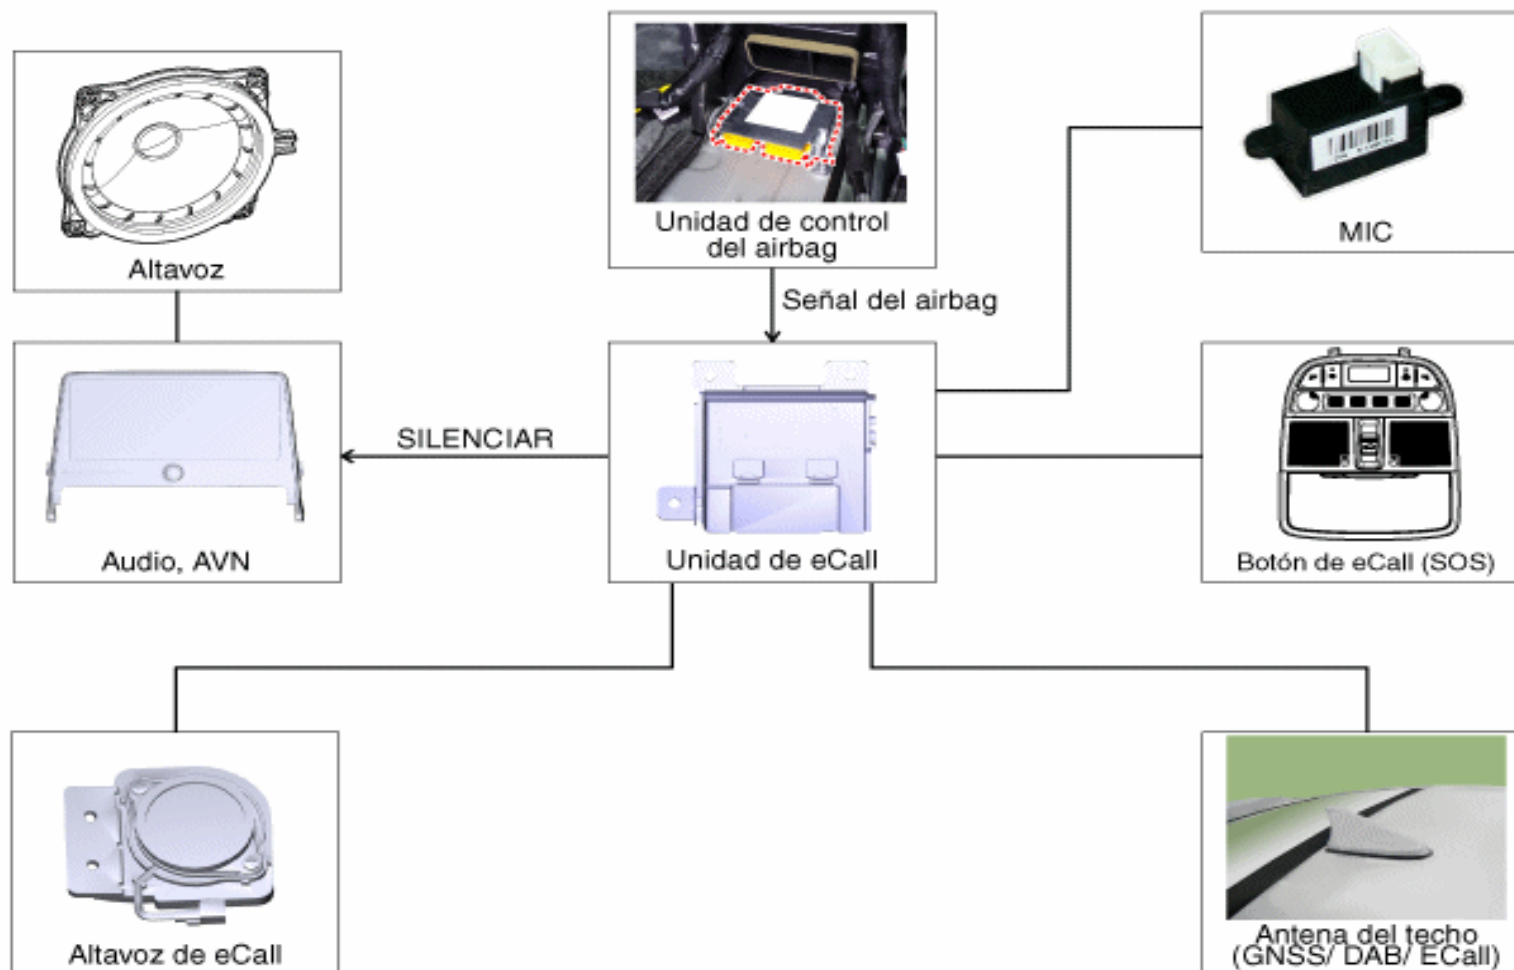 Altavoz
Unidad de control
del airbag
MIC
Señal del airbag
SILENCIAR
Audio, AVN
Unidad de eCall
Botón de eCall (SOS)
Altavoz de eCall
Antena del techo
(GNSS/ DAB/ ECall)